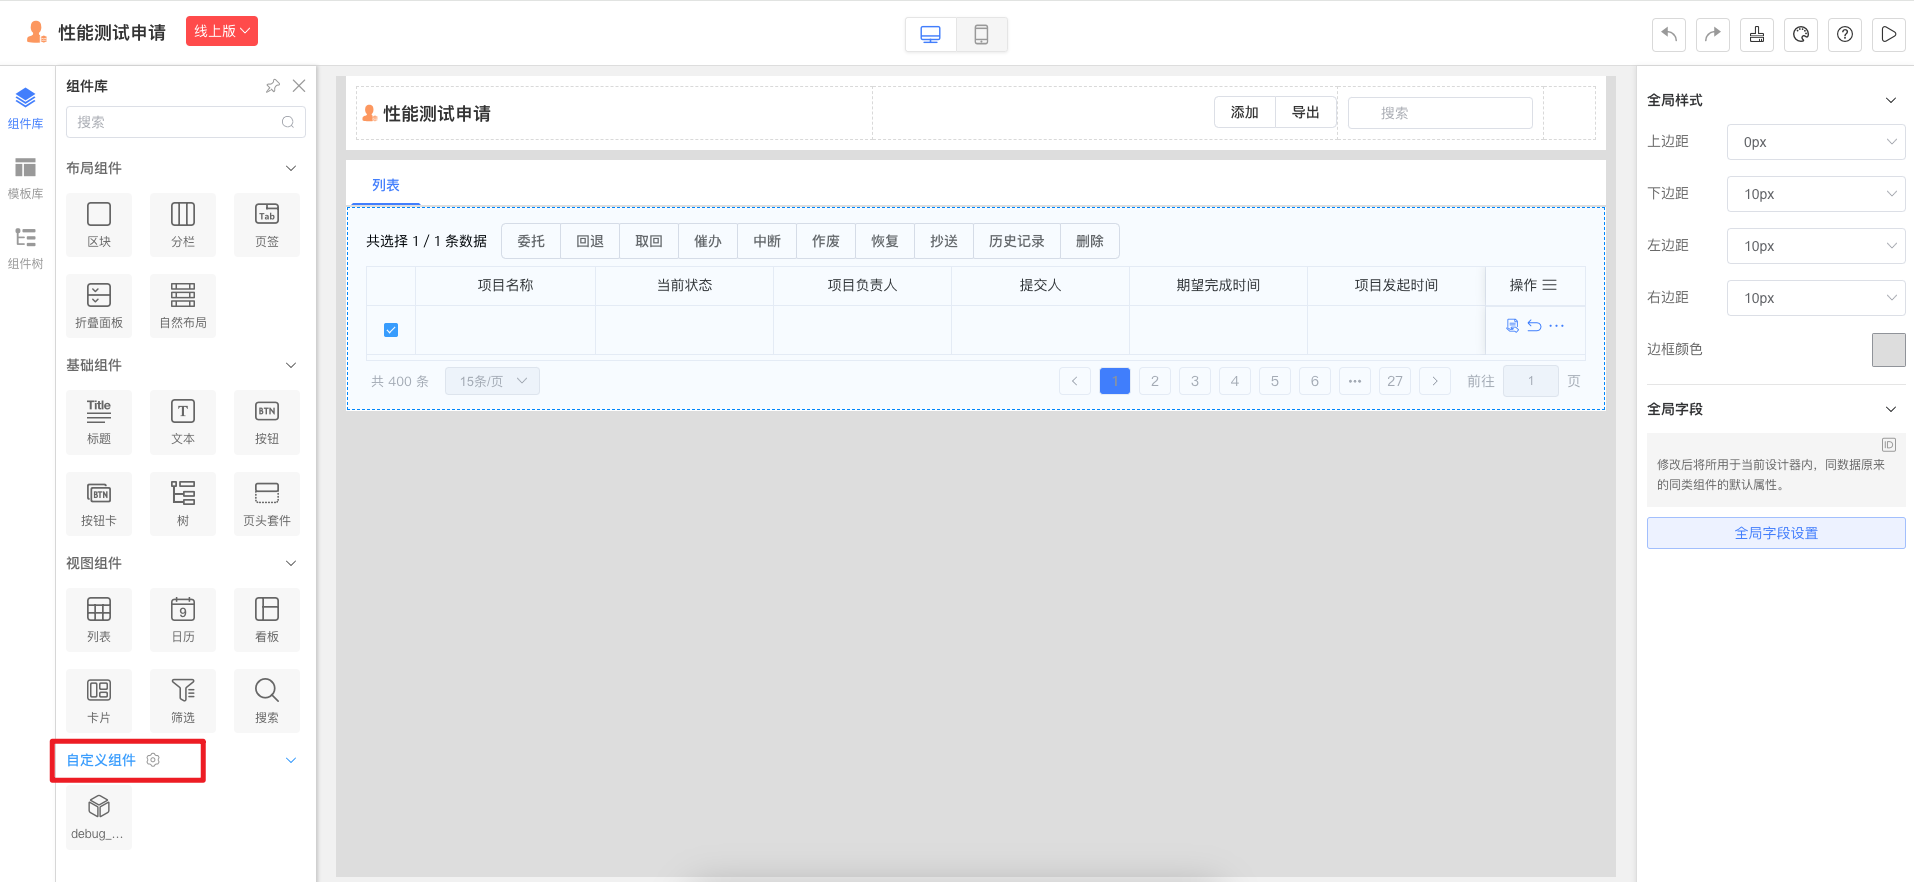 性能测试申请
线上版
组件库
模板库
组件树
组件库
搜索
布局组件
区块
分栏
Tab
页签
折叠面板
自然布局
基础组件
Title
标题
T
文本
BTN
按钮
BTN
按钮卡
树
页头套件
视图组件
列表
9
日历
看板
卡片
筛选
搜索
自定义组件
debug_...
性能测试申请
添加
导出
搜索
列表
共选择 1 / 1 条数据
委托
回退
取回
催办
中断
作废
恢复
抄送
历史记录
删除
项目名称
当前状态
项目负责人
提交人
期望完成时间
项目发起时间
操作
共 400 条
15条/页
1
2
3
4
5
6
27
前往
1
页
全局样式
上边距
0px
下边距
10px
左边距
10px
右边距
10px
边框颜色
全局字段
ID
修改后将所用于当前设计器内，同数据原来
的同类组件的默认属性。
全局字段设置